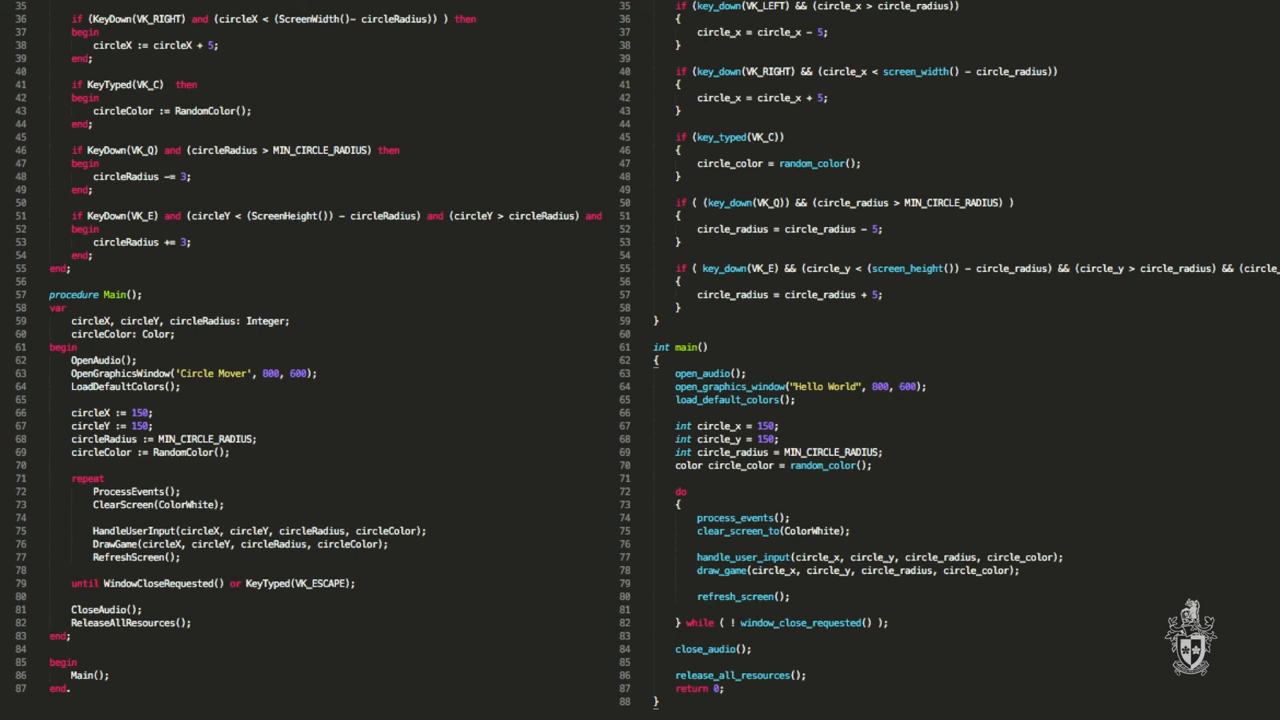 35
36 if (KeyDown(VK_RIGHT) and (circleX < (ScreenWidth()- circleRadius)) ) then
37 begin
38 circleX := circleX + 5;
39 end;
40
41 if KeyTyped(VK_C)  then
42 begin
43 circleColor := RandomColor();
44 end;
45
46 if KeyDown(VK_Q) and (circleRadius > MIN_CIRCLE_RADIUS) then
47 begin
48 circleRadius -= 3;
49 end;
50
51 if KeyDown(VK_E) and (circleY < (ScreenHeight()) - circleRadius) and (circleY > circleRadius) and
52 begin
53 circleRadius += 3;
54 end;
55 end;
56
57 procedure Main();
58 var
59 circleX, circleY, circleRadius: Integer;
60 circleColor: Color;
61 begin
62 OpenAudio();
63 OpenGraphicsWindow('Circle Mover', 800, 600);
64 LoadDefaultColors();
65
66 circleX := 150;
67 circleY := 150;
68 circleRadius := MIN_CIRCLE_RADIUS;
69 circleColor := RandomColor();
70
71 repeat
72 ProcessEvents();
73 ClearScreen(ColorWhite);
74
75 HandleUserInput(circleX, circleY, circleRadius, circleColor);
76 DrawGame(circleX, circleY, circleRadius, circleColor);
77 RefreshScreen();
78
79 until WindowCloseRequested() or KeyTyped(VK_ESCAPE);
80
81 CloseAudio();
82 ReleaseAllResources();
83 end;
84
85 begin
86 Main();
87 end.
35 if (key_down(VK_LEFT) && (circle_x > circle_radius))
36 {
37 circle_x = circle_x - 5;
38 }
39
40 if (key_down(VK_RIGHT) && (circle_x < screen_width() - circle_radius))
41 {
42 circle_x = circle_x + 5;
43 }
44
45 if (key_typed(VK_C))
46 {
47 circle_color = random_color();
48 }
49
50 if ( (key_down(VK_Q)) && (circle_radius > MIN_CIRCLE_RADIUS) )
51 {
52 circle_radius = circle_radius - 5;
53 }
54
55 if ( key_down(VK_E) && (circle_y < (screen_height()) - circle_radius) && (circle_y > circle_radius) && (circle_
56 {
57 circle_radius = circle_radius + 5;
58 }
59 }
60
61 int main()
62 {
63 open_audio();
64 open_graphics_window("Hello World", 800, 600);
65 load_default_colors();
66
67 int circle_x = 150;
68 int circle_y = 150;
69 int circle_radius = MIN_CIRCLE_RADIUS;
70 color circle_color = random_color();
71
72 do
73 {
74 process_events();
75 clear_screen_to(ColorWhite);
76
77 handle_user_input(circle_x, circle_y, circle_radius, circle_color);
78 draw_game(circle_x, circle_y, circle_radius, circle_color);
79
80 refresh_screen();
81
82 } while ( ! window_close_requested() );
83
84 close_audio();
85
86 release_all_resources();
87 return 0;
88 }